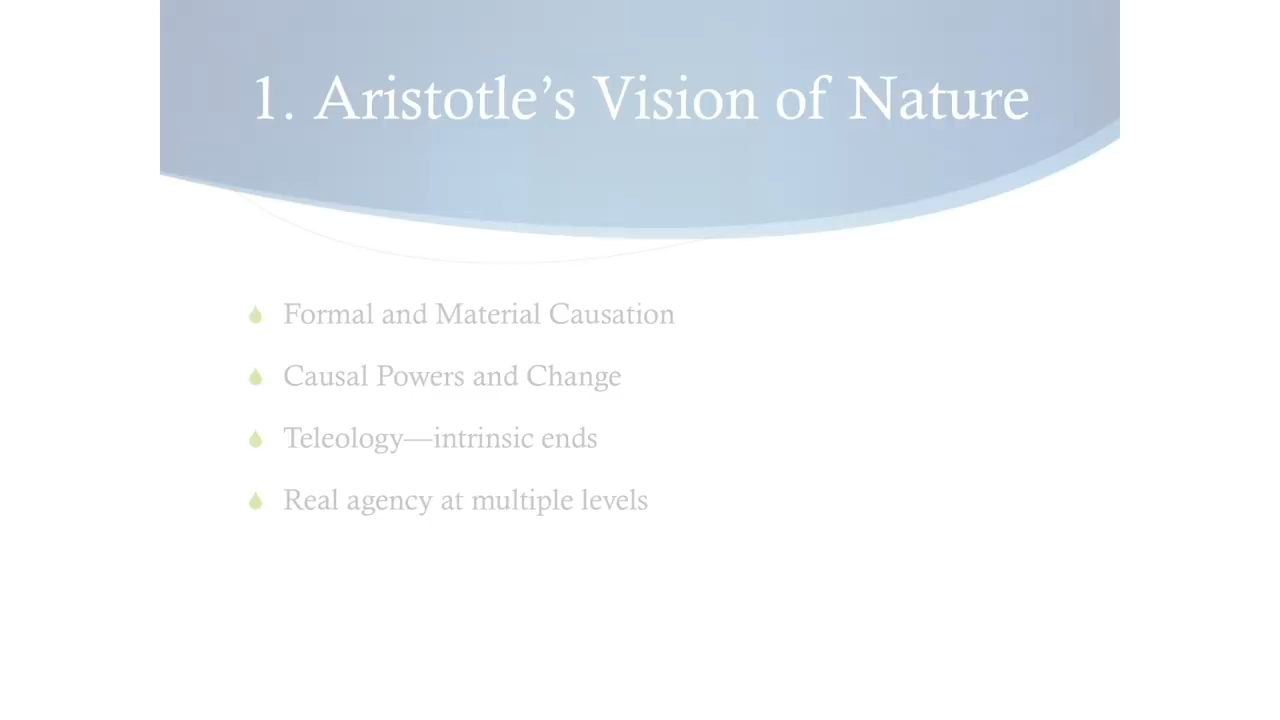 1. Aristotle’s Vision of Nature
Formal and Material Causation
Causal Powers and Change
Teleology—intrinsic ends
Real agency at multiple levels